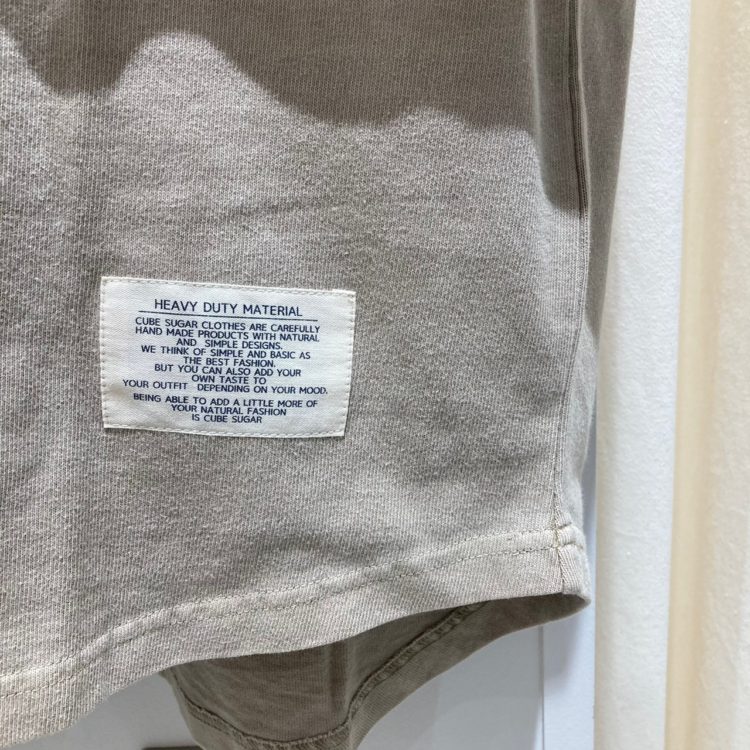 HEAVY DUTY MATERIAL
CUBE SUGAR CLOTHES ARE CAREFULLY
HAND MADE PRODUCTS WITH NATURAL
AND SIMPLE DESIGNS.
WE THINK OF SIMPLE AND BASIC AS
THE BEST FASHION.
BUT YOU CAN ALSO ADD YOUR
OWN TASTE TO
YOUR OUTFIT DEPENDING ON YOUR MOOD.
BEING ABLE TO ADD A LITTLE MORE OF
YOUR NATURAL FASHION
IS CUBE SUGAR